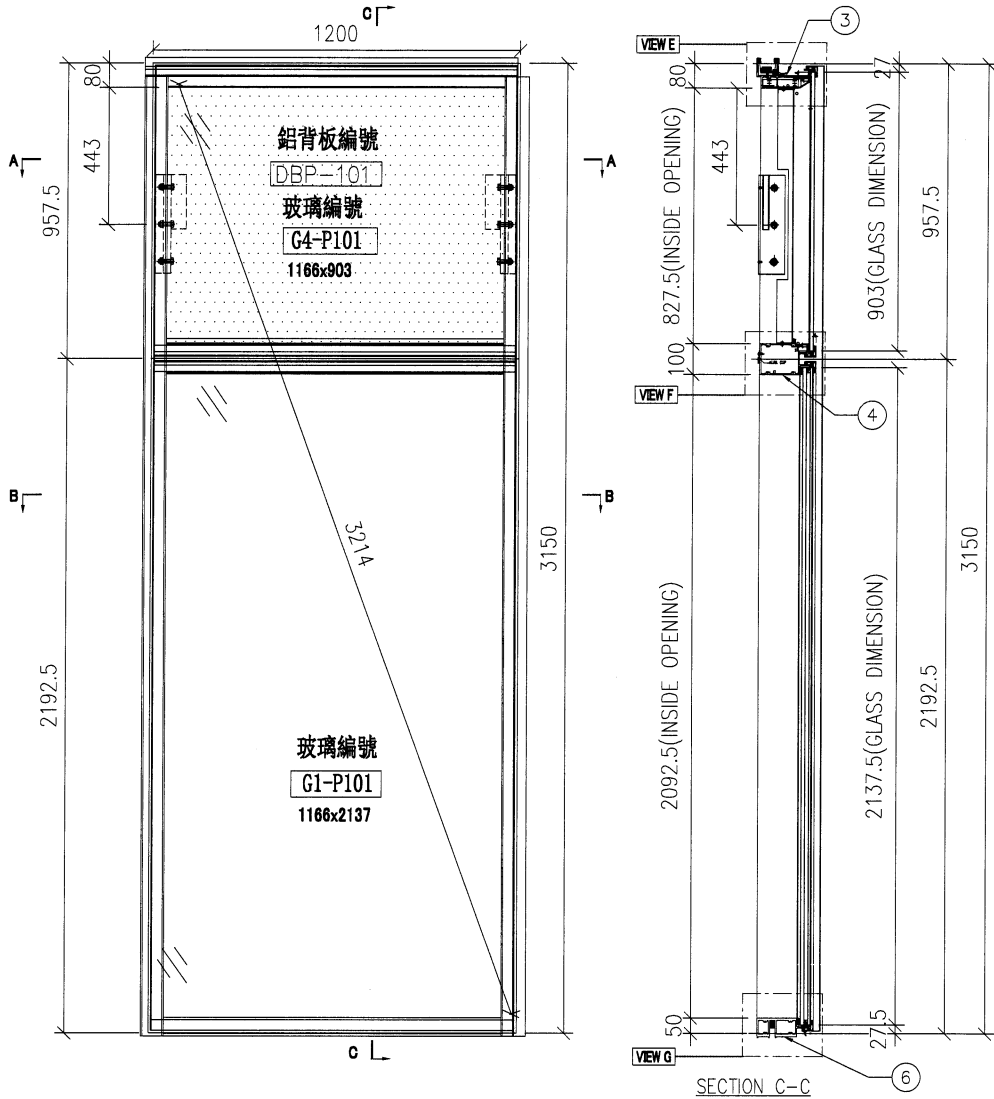 C
1200
80
443
957.5
A
A
鋁背板編號
DBP-101
玻璃編號
G4-P101
1166x903
B
B
3214
3150
2192.5
玻璃編號
G1-P101
1166x2137
C
VIEW E
3
80
27
443
827.5(INSIDE OPENING)
903(GLASS DIMENSION)
957.5
100
VIEW F
4
2092.5(INSIDE OPENING)
2137.5(GLASS DIMENSION)
2192.5
3150
50
27.5
VIEW G
6
SECTION C-C